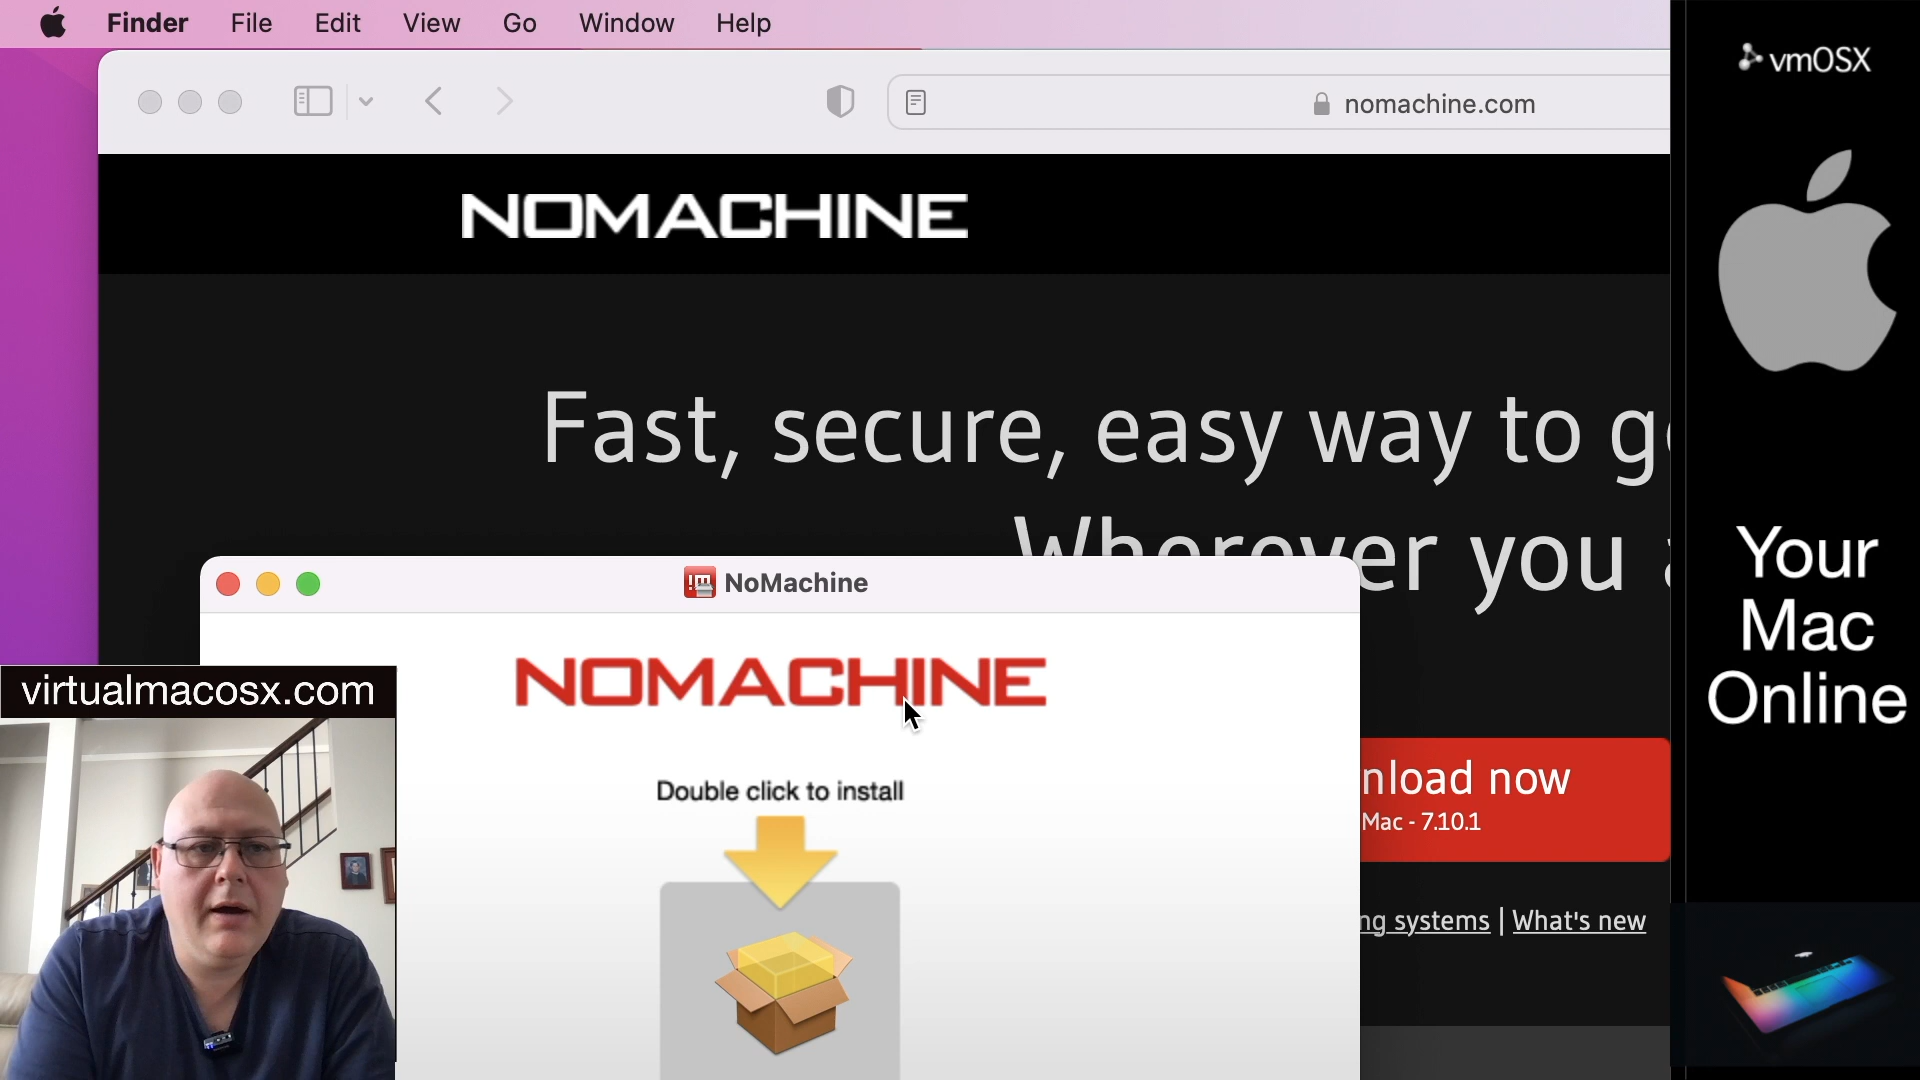 Finder File Edit View Go Window Help
vmOSX
nomachine.com
NOMACHINE
Fast, secure, easy way to
Wherever you
NoMachine
NOMACHINE
virtualmacosx.com
Double click to install
nload now
Mac - 7.10.1
ng systems | What's new
Your
Mac
Online